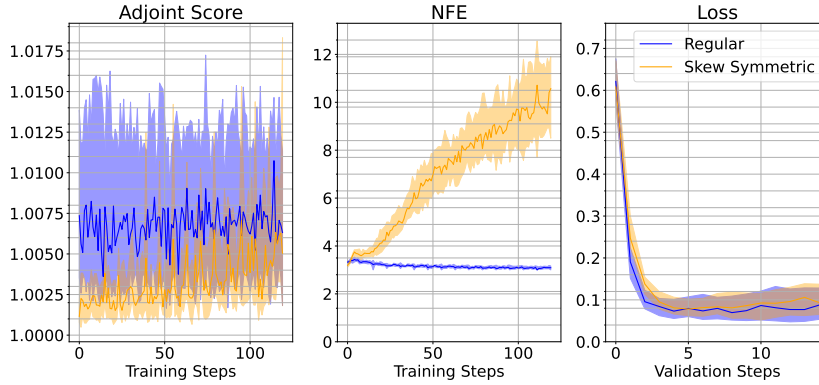 Adjoint Score
1.0175
1.0150
1.0125
1.0100
1.0075
1.0050
1.0025
1.0000
0 50 100
Training Steps
NFE
12
10
8
6
4
2
0
0 50 100
Training Steps
Loss
Regular
Skew Symmetric
0.7
0.6
0.5
0.4
0.3
0.2
0.1
0.0
0 5 10
Validation Steps